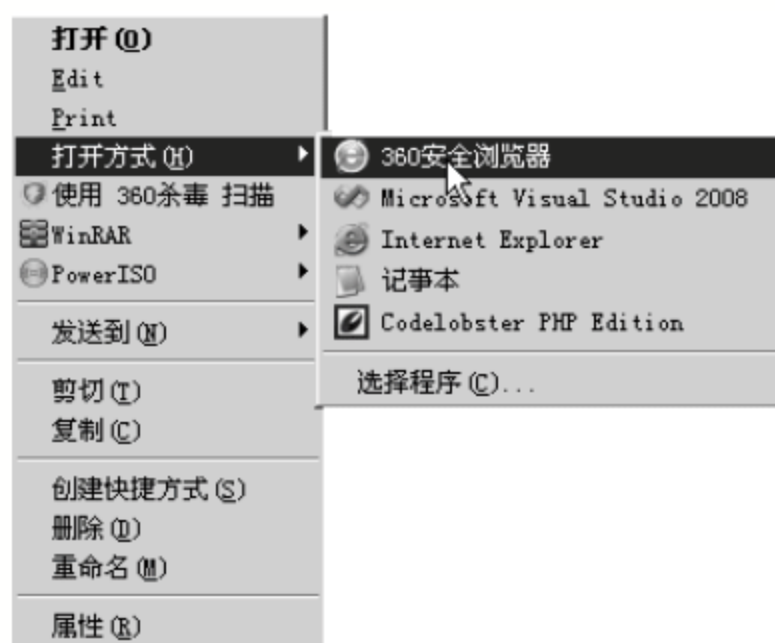 打开(O)
Edit
Print
打开方式(H)
使用 360杀毒 扫描
WinRAR
PowerISO
发送到(N)
剪切(T)
复制(C)
创建快捷方式(S)
删除(D)
重命名(M)
属性(R)
360安全浏览器
Microsoft Visual Studio 2008
Internet Explorer
记事本
Codelobster PHP Edition
选择程序(C)...